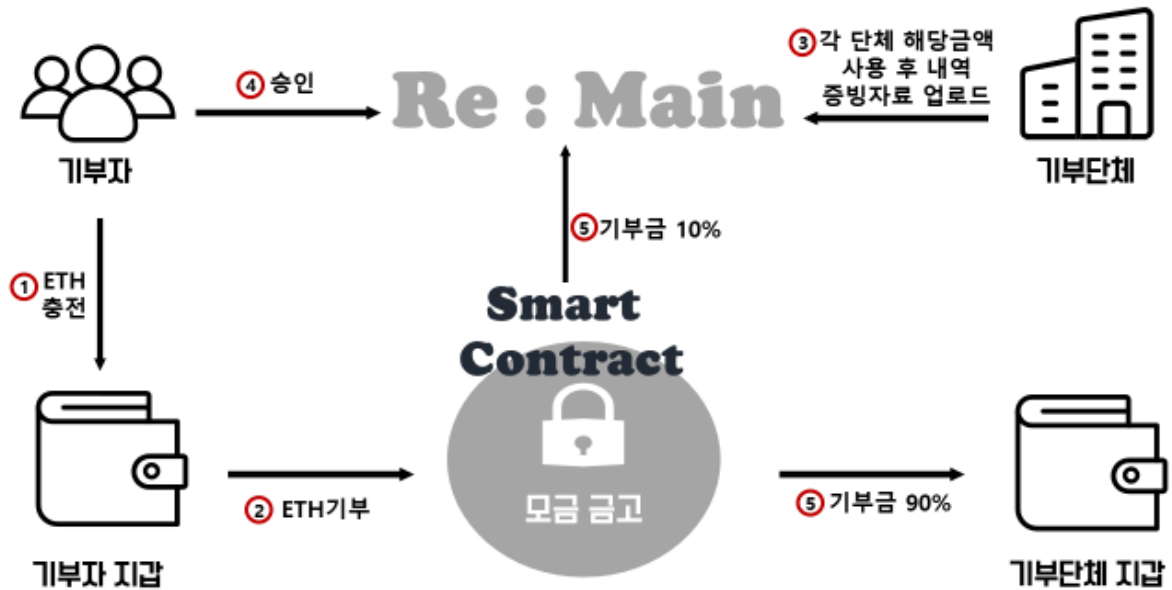 ④ 승인
Re : Main
③ 각 단체 해당금액
사용 후 내역
증빙자료 업로드
기부자
기부단체
⑤ 기부금 10%
① ETH
충전
Smart
Contract
모금 금고
② ETH기부
⑤ 기부금 90%
기부자 지갑
기부단체 지갑